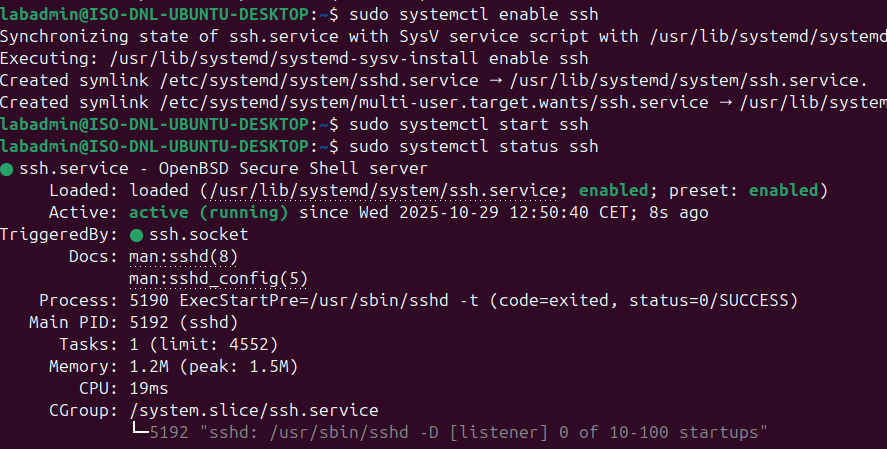 labadmin@ISO-DNL-UBUNTU-DESKTOP:~$ sudo systemctl enable ssh
Synchronizing state of ssh.service with SysV service script with /usr/lib/systemd/systemd
Executing: /usr/lib/systemd/systemd-sysv-install enable ssh
Created symlink /etc/systemd/system/sshd.service → /usr/lib/systemd/system/ssh.service.
Created symlink /etc/systemd/system/multi-user.target.wants/ssh.service → /usr/lib/system
labadmin@ISO-DNL-UBUNTU-DESKTOP:~$ sudo systemctl start ssh
labadmin@ISO-DNL-UBUNTU-DESKTOP:~$ sudo systemctl status ssh
● ssh.service - OpenBSD Secure Shell server
     Loaded: loaded (/usr/lib/systemd/system/ssh.service; enabled; preset: enabled)
     Active: active (running) since Wed 2025-10-29 12:50:40 CET; 8s ago
TriggeredBy: ● ssh.socket
       Docs: man:sshd(8)
             man:sshd_config(5)
    Process: 5190 ExecStartPre=/usr/sbin/sshd -t (code=exited, status=0/SUCCESS)
   Main PID: 5192 (sshd)
      Tasks: 1 (limit: 4552)
     Memory: 1.2M (peak: 1.5M)
        CPU: 19ms
     CGroup: /system.slice/ssh.service
             └─5192 "sshd: /usr/sbin/sshd -D [listener] 0 of 10-100 startups"